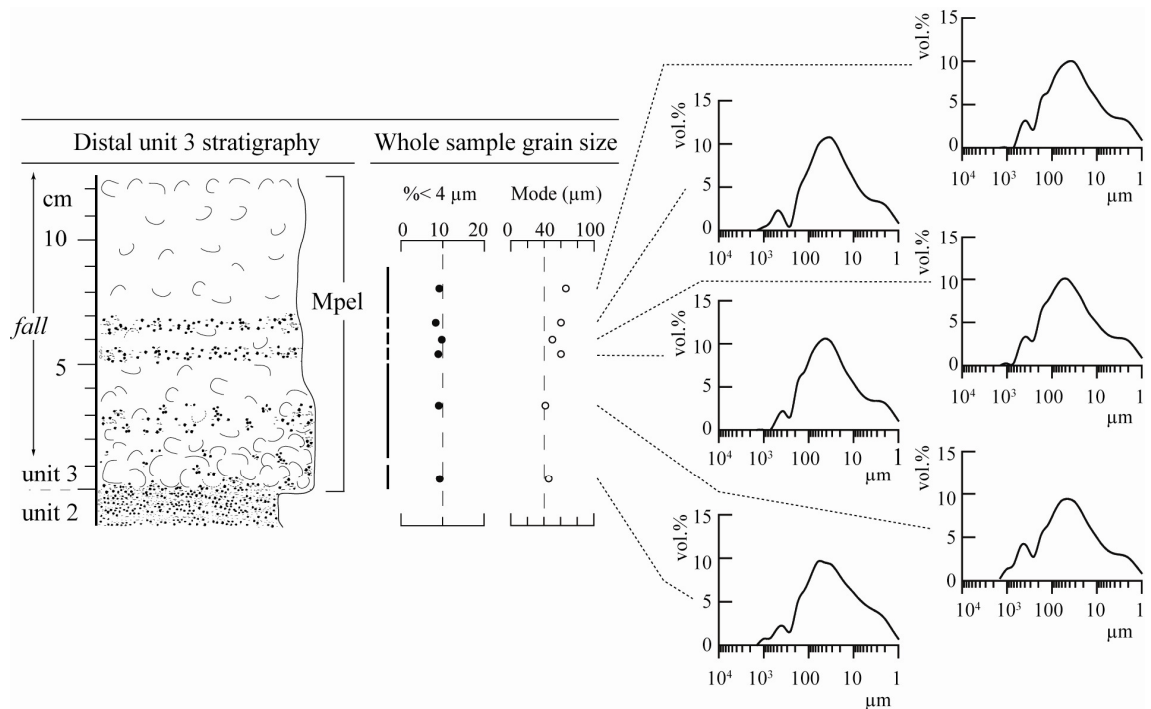 Distal unit 3 stratigraphy
Whole sample grain size
cm
10
5
fall
unit 3
unit 2
Mpel
%< 4 µm
0 10 20
Mode (µm)
0 40 100
vol.%
15
10
5
0
10⁴ 10³ 100 10 1
µm
vol.%
15
10
5
0
10⁴ 10³ 100 10 1
µm
vol.%
15
10
5
0
10⁴ 10³ 100 10 1
µm
vol.%
15
10
5
0
10⁴ 10³ 100 10 1
µm
vol.%
15
10
5
0
10⁴ 10³ 100 10 1
µm
vol.%
15
10
5
0
10⁴ 10³ 100 10 1
µm